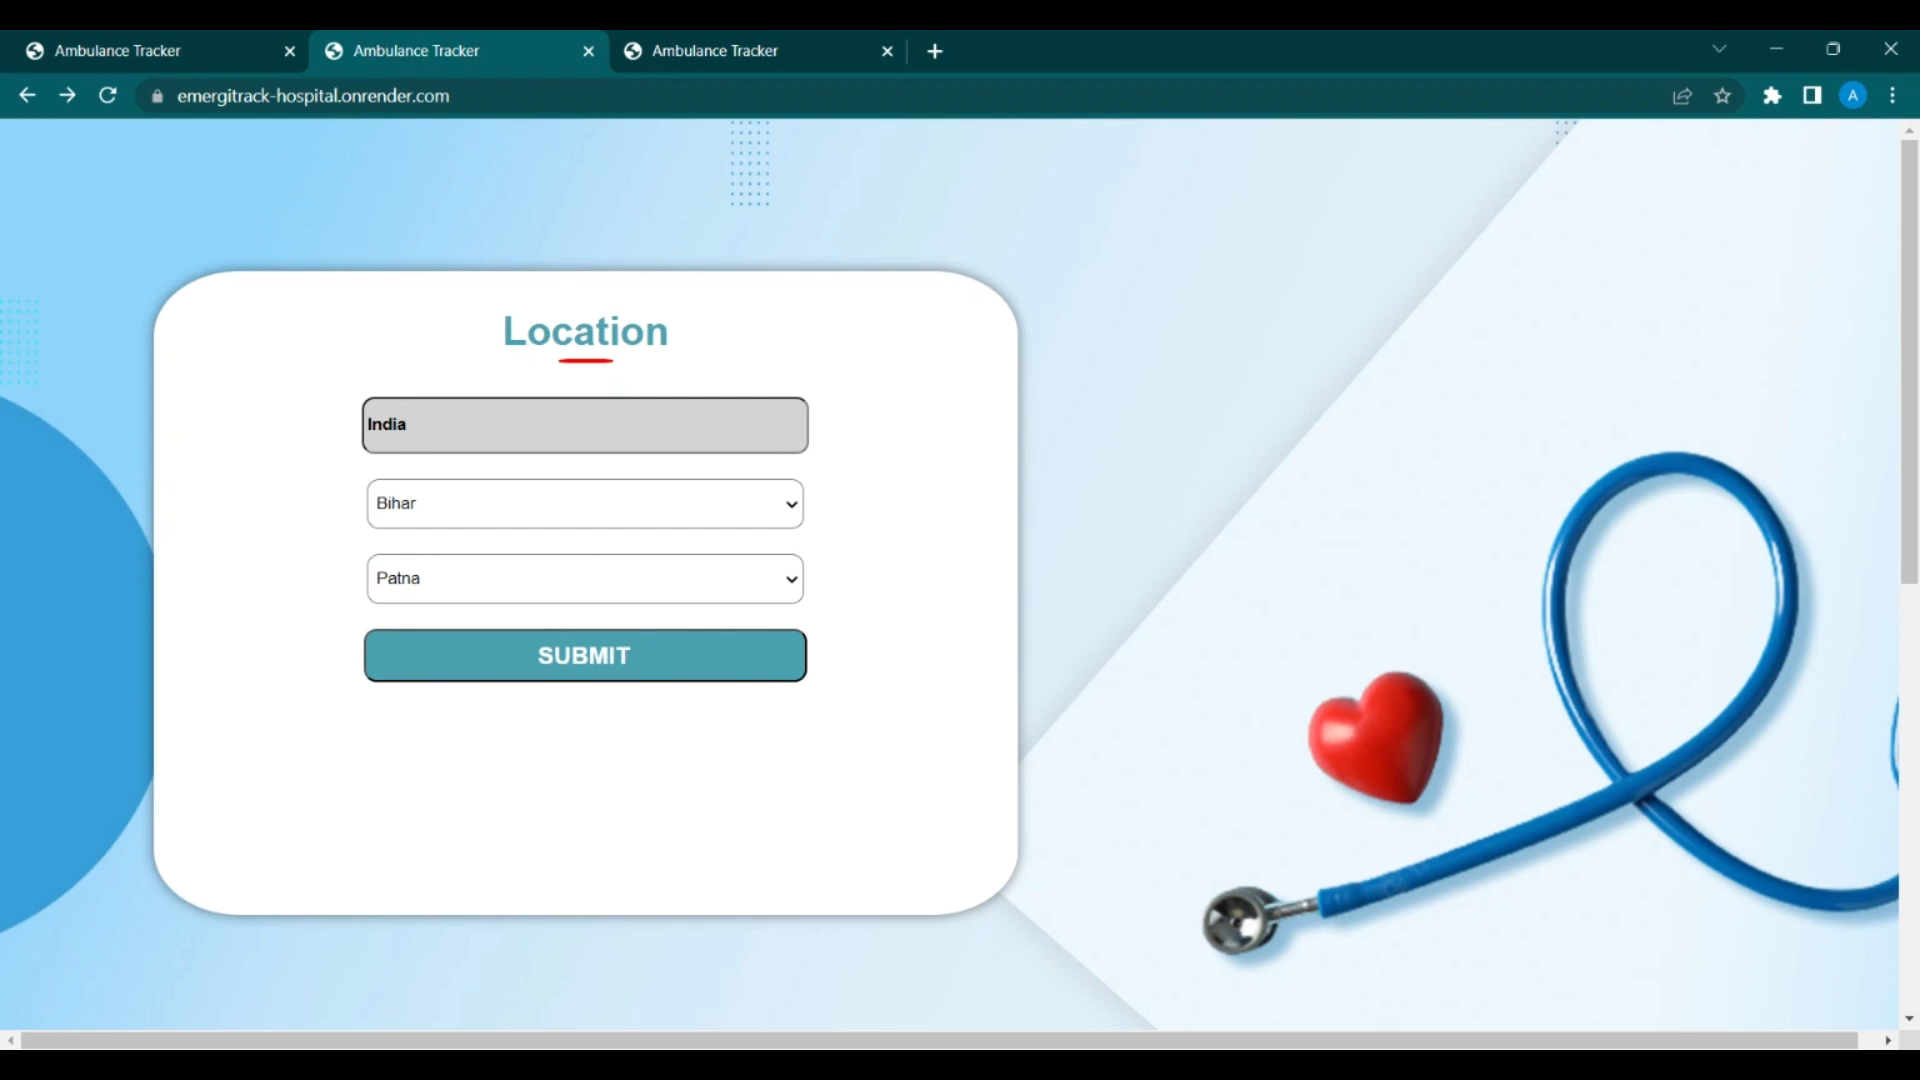 Ambulance Tracker
Ambulance Tracker
Ambulance Tracker
emergitrack-hospital.onrender.com
A
Location
India
Bihar
Patna
SUBMIT